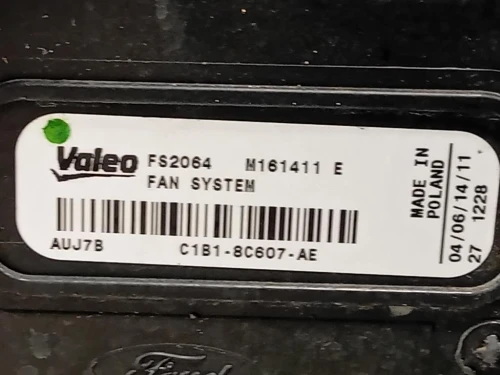 Valeo FS2064 M161411 E
FAN SYSTEM
AUJ7B C1B1-8C607-AE
MADE IN
POLAND
04/06/14/11
27 1228
Ford